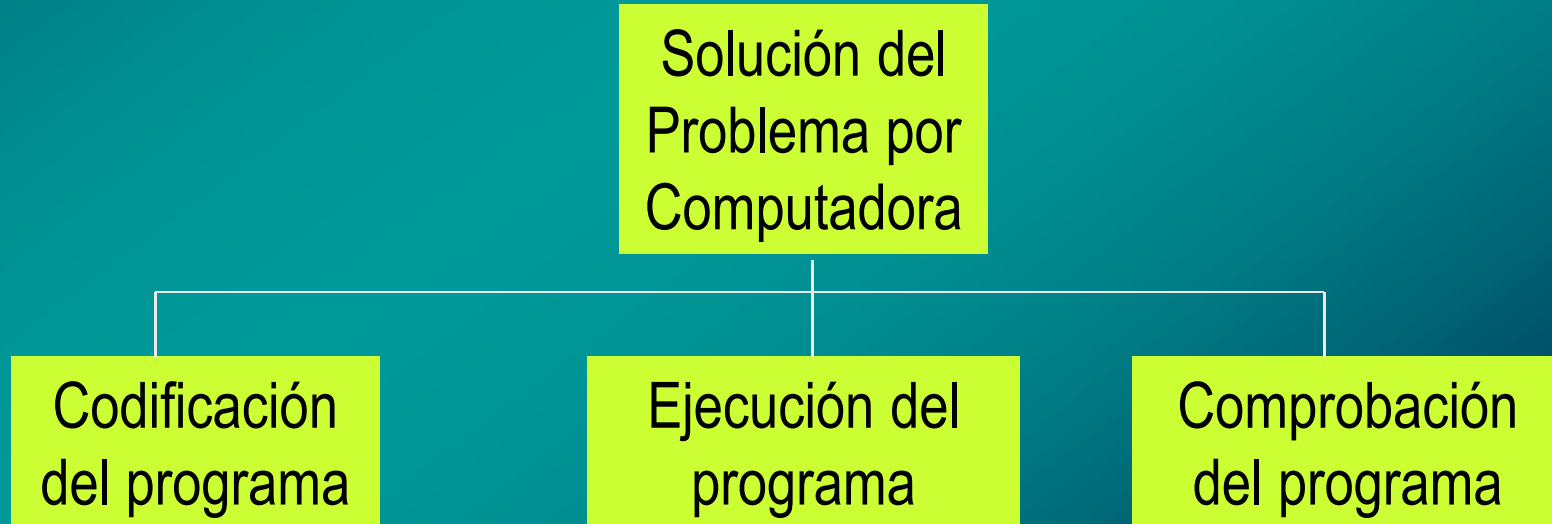 Solución del
Problema por
Computadora
Codificación
del programa
Ejecución del
programa
Comprobación
del programa